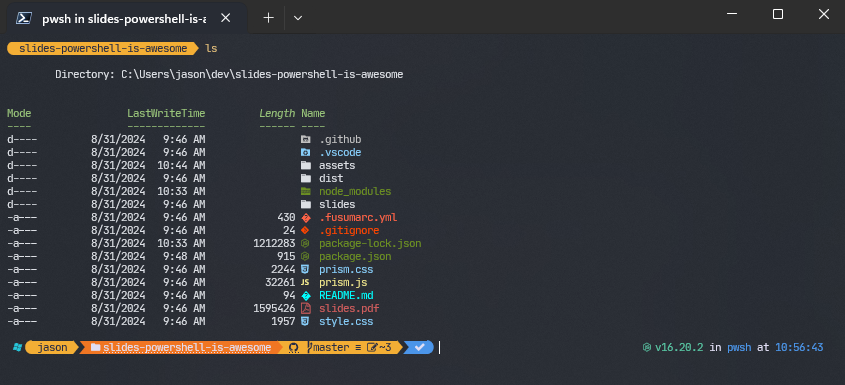 pwsh in slides-powershell-is-a
slides-powershell-is-awesome ls
Directory: C:\Users\jason\dev\slides-powershell-is-awesome
Mode LastWriteTime Length Name
---- ------------- ------ ----
d---- 8/31/2024 9:46 AM .github
d---- 8/31/2024 9:46 AM .vscode
d---- 8/31/2024 10:44 AM assets
d---- 8/31/2024 9:46 AM dist
d---- 8/31/2024 10:33 AM node_modules
d---- 8/31/2024 9:46 AM slides
-a--- 8/31/2024 9:46 AM 430 .fusumarc.yml
-a--- 8/31/2024 9:46 AM 24 .gitignore
-a--- 8/31/2024 10:33 AM 1212283 package-lock.json
-a--- 8/31/2024 9:48 AM 915 package.json
-a--- 8/31/2024 9:46 AM 2244 prism.css
-a--- 8/31/2024 9:46 AM 32261 JS prism.js
-a--- 8/31/2024 9:46 AM 94 README.md
-a--- 8/31/2024 9:46 AM 1595426 slides.pdf
-a--- 8/31/2024 9:46 AM 1957 style.css
jason slides-powershell-is-awesome master ≡ ~3 v16.20.2 in pwsh at 10:56:43